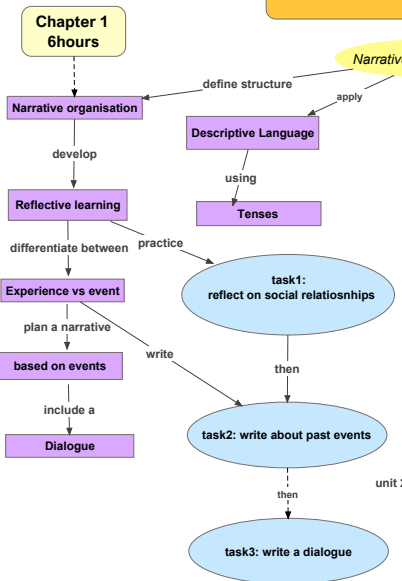 Chapter 1
6hours
Narrative
define structure
apply
Narrative organisation
Descriptive Language
develop
using
Reflective learning
Tenses
differentiate between
practice
task1:
reflect on social relatiosnhips
Experience vs event
plan a narrative
write
then
based on events
include a
task2: write about past events
Dialogue
unit 2
then
task3: write a dialogue